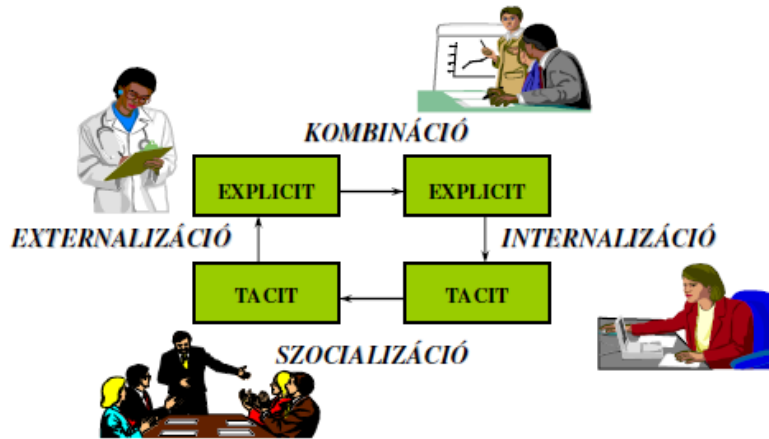 KOMBINÁCIÓ
EXPLICIT
EXPLICIT
EXTERNALIZÁCIÓ
INTERNALIZÁCIÓ
TACIT
TACIT
SZOCIALIZÁCIÓ